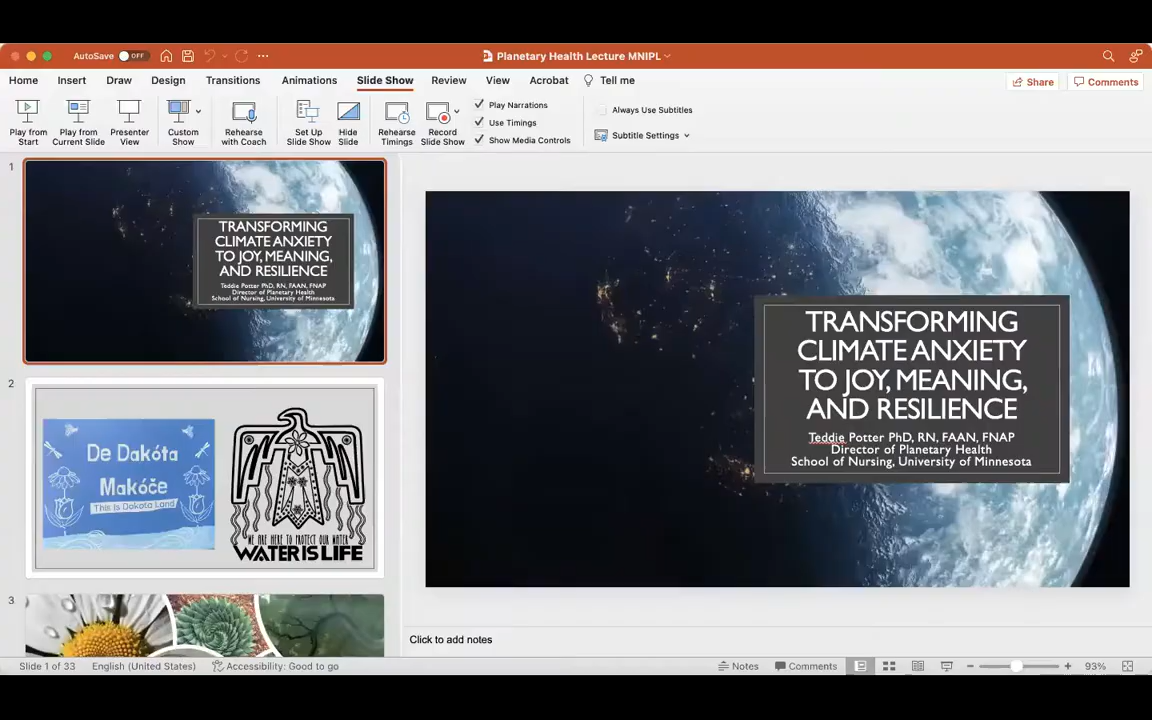 AutoSave OFF
Planetary Health Lecture MNIPL
Home Insert Draw Design Transitions Animations Slide Show Review View Acrobat Tell me
Share Comments
Play from Start
Play from Current Slide
Presenter View
Custom Show
Rehearse with Coach
Set Up Slide Show
Hide Slide
Rehearse Timings
Record Slide Show
Play Narrations
Use Timings
Show Media Controls
Always Use Subtitles
Subtitle Settings
1
TRANSFORMING
CLIMATE ANXIETY
TO JOY, MEANING,
AND RESILIENCE
Teddie Potter PhD, RN, FAAN, FNAP
Director of Planetary Health
School of Nursing, University of Minnesota
2
De Dakóta
Makóče
This is Dakota Land
WE ARE HERE TO PROTECT OUR WATER
WATER IS LIFE
3
TRANSFORMING
CLIMATE ANXIETY
TO JOY, MEANING,
AND RESILIENCE
Teddie Potter PhD, RN, FAAN, FNAP
Director of Planetary Health
School of Nursing, University of Minnesota
Click to add notes
Slide 1 of 33 English (United States) Accessibility: Good to go
Notes Comments 93%